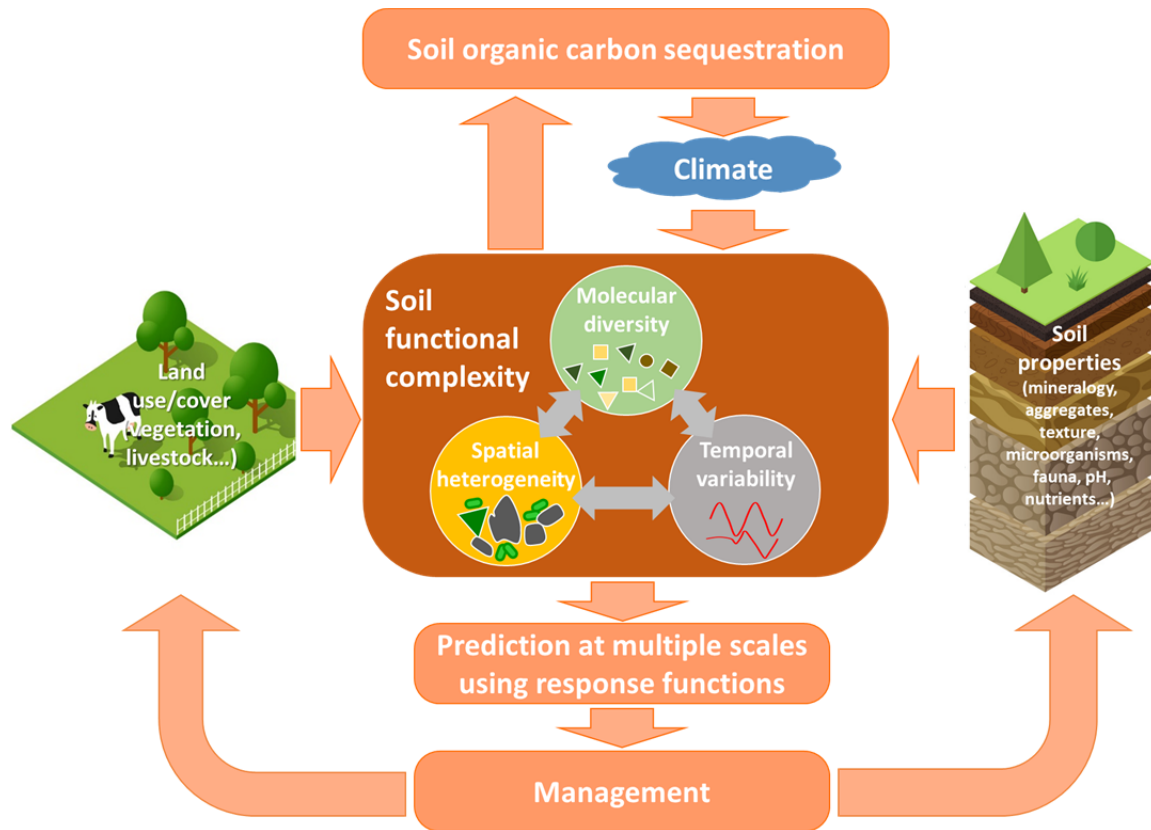 Soil organic carbon sequestration
Climate
Soil
functional
complexity
Molecular
diversity
Spatial
heterogeneity
Temporal
variability
Land
use/cover
(vegetation,
livestock...)
Soil
properties
(mineralogy,
aggregates,
texture,
microorganisms,
fauna, pH,
nutrients...)
Prediction at multiple scales
using response functions
Management